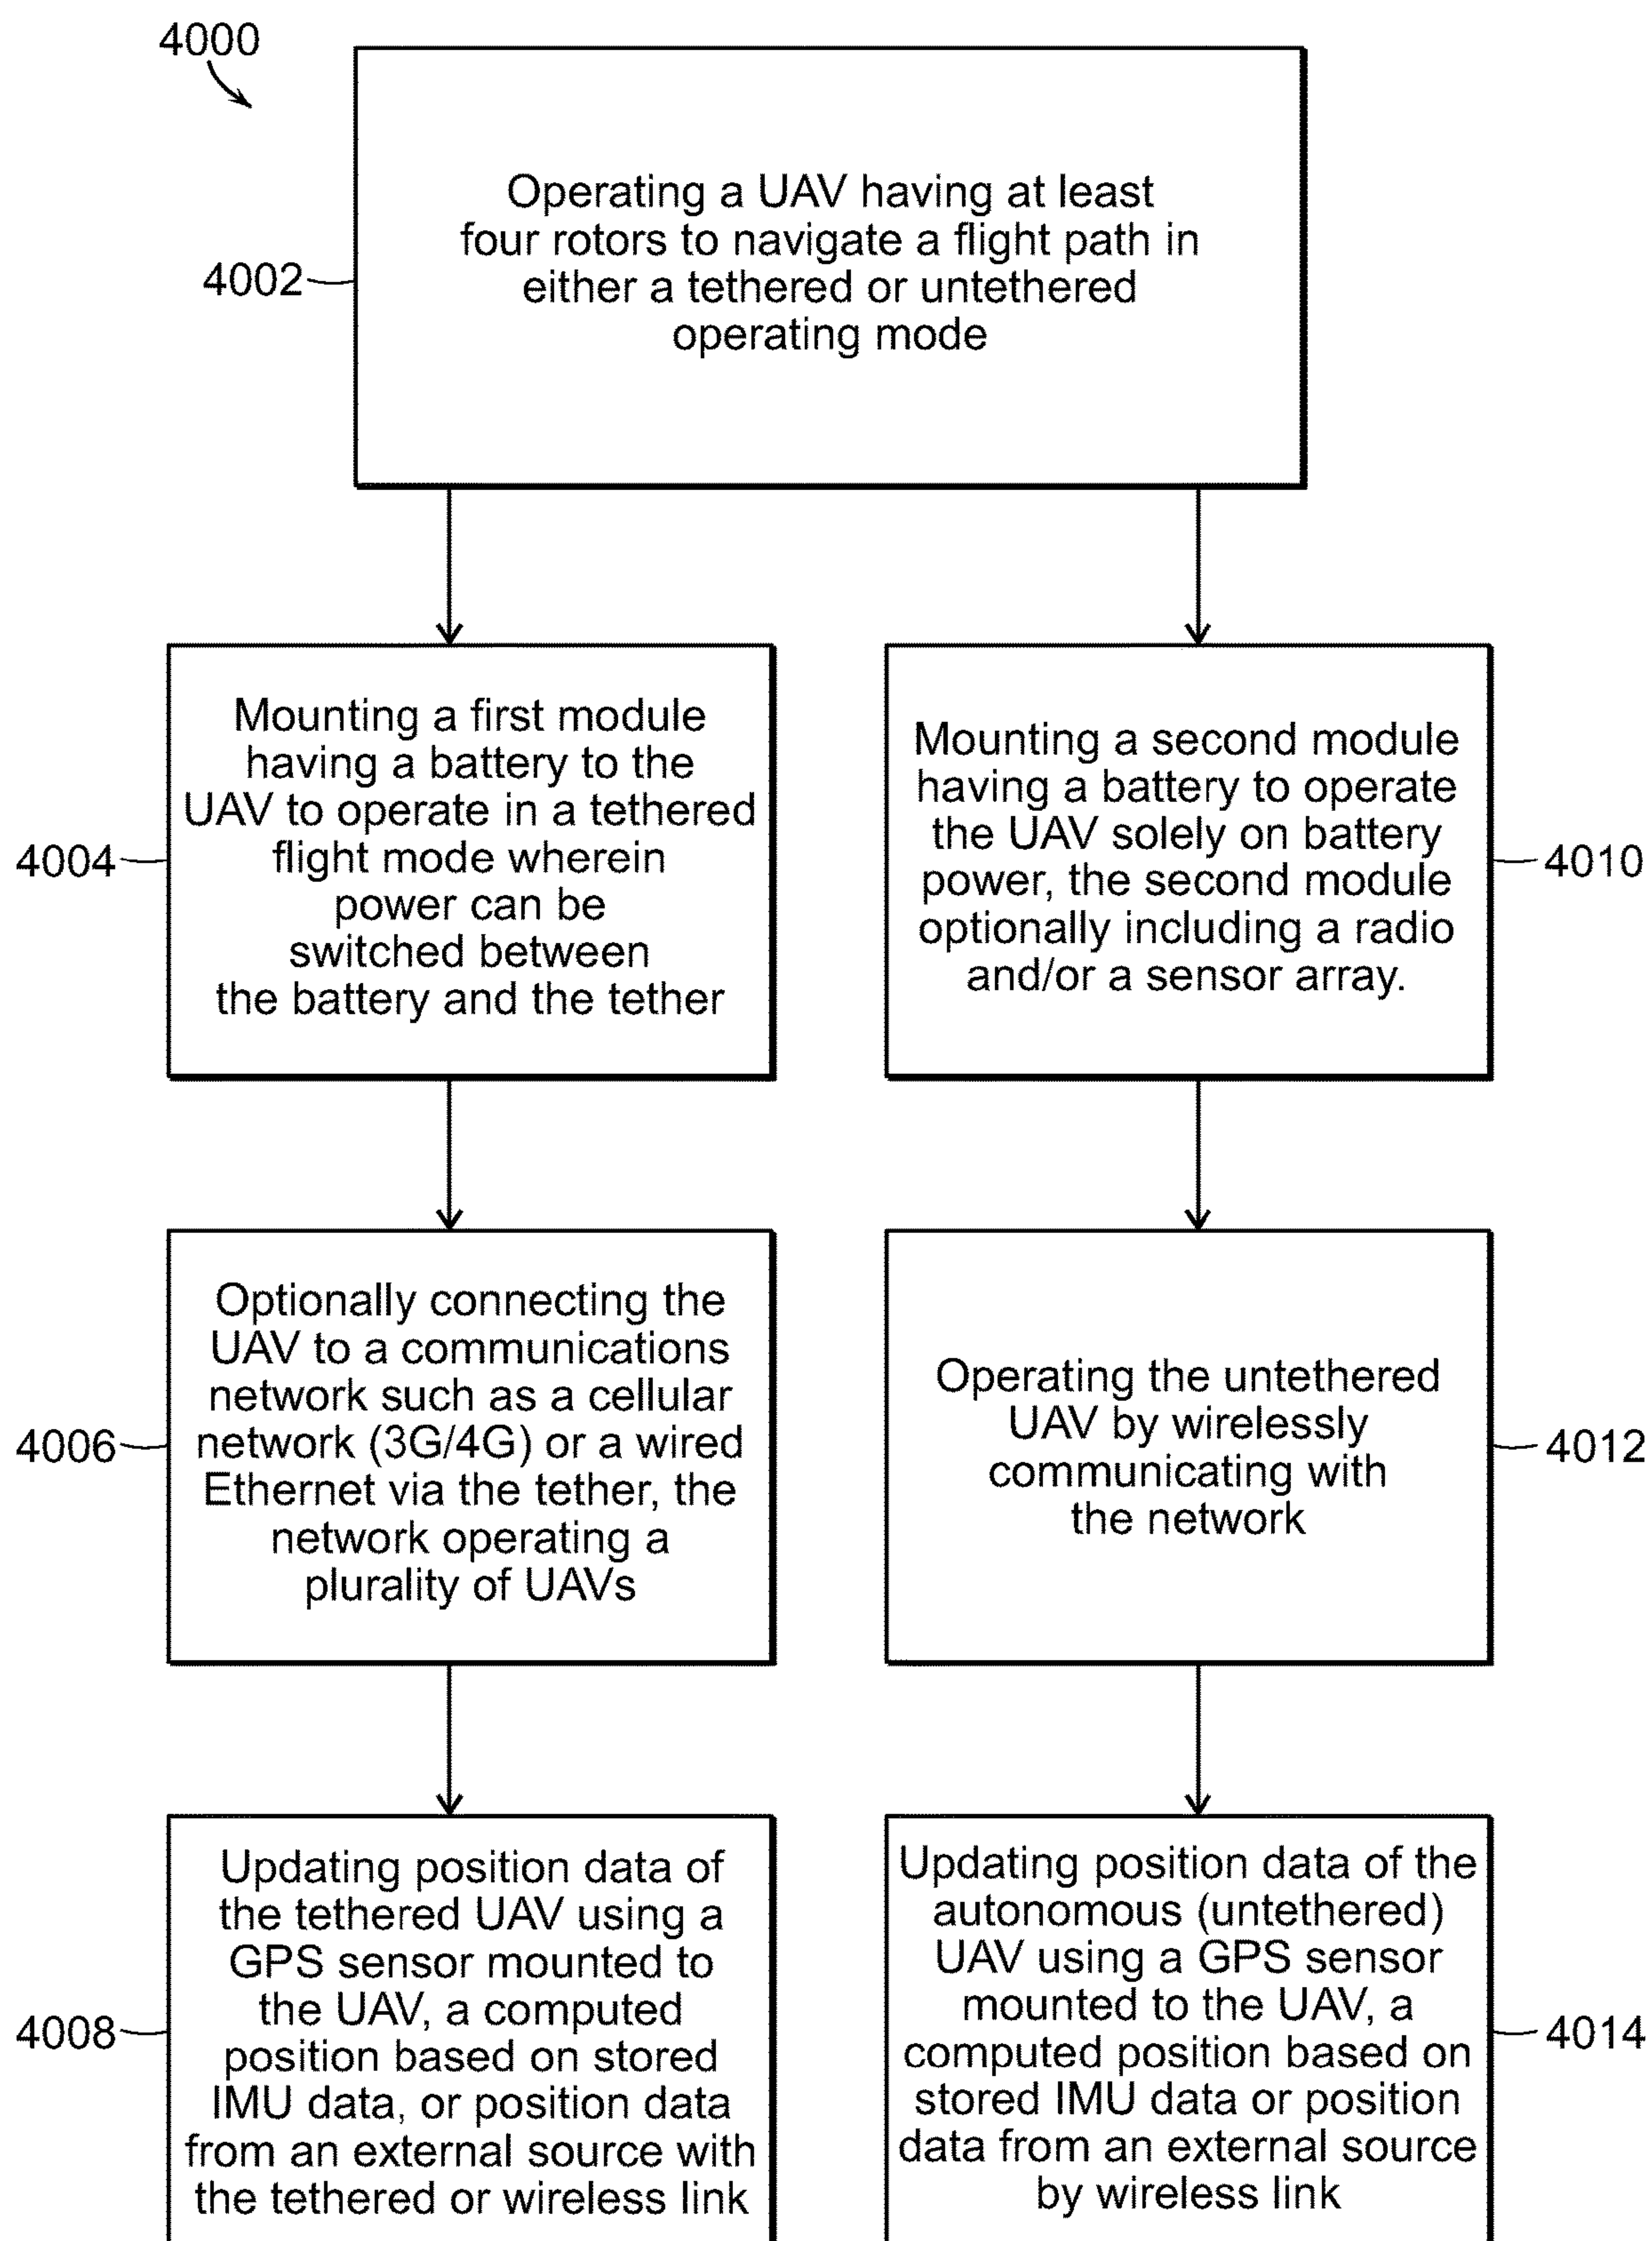 4000
Operating a UAV having at least
four rotors to navigate a flight path in
either a tethered or untethered
operating mode
4002
Mounting a first module
having a battery to the
UAV to operate in a tethered
flight mode wherein
power can be
switched between
the battery and the tether
4004
Mounting a second module
having a battery to operate
the UAV solely on battery
power, the second module
optionally including a radio
and/or a sensor array.
4010
Optionally connecting the
UAV to a communications
network such as a cellular
network (3G/4G) or a wired
Ethernet via the tether, the
network operating a
plurality of UAVs
4006
Operating the untethered
UAV by wirelessly
communicating with
the network
4012
Updating position data of
the tethered UAV using a
GPS sensor mounted to
the UAV, a computed
position based on stored
IMU data, or position data
from an external source with
the tethered or wireless link
4008
Updating position data of the
autonomous (untethered)
UAV using a GPS sensor
mounted to the UAV, a
computed position based on
stored IMU data or position
data from an external source
by wireless link
4014